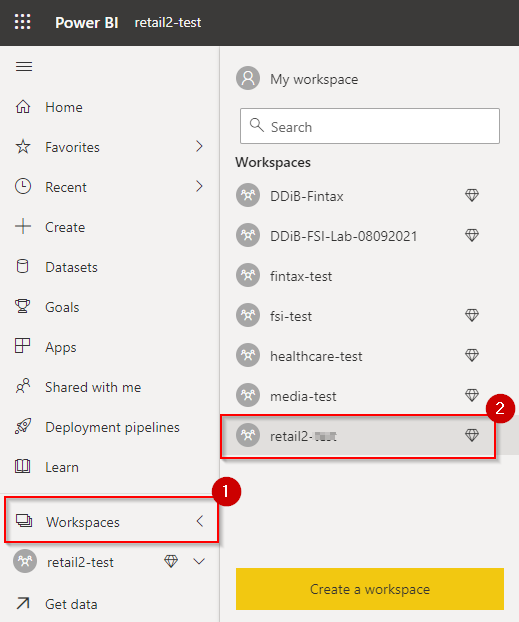 Power BI retail2-test
Home
Favorites
Recent
Create
Datasets
Goals
Apps
Shared with me
Deployment pipelines
Learn
1
Workspaces
retail2-test
Get data
My workspace
Search
Workspaces
DDiB-Fintax
DDiB-FSI-Lab-08092021
fintax-test
fsi-test
healthcare-test
media-test
2
retail2-
Create a workspace